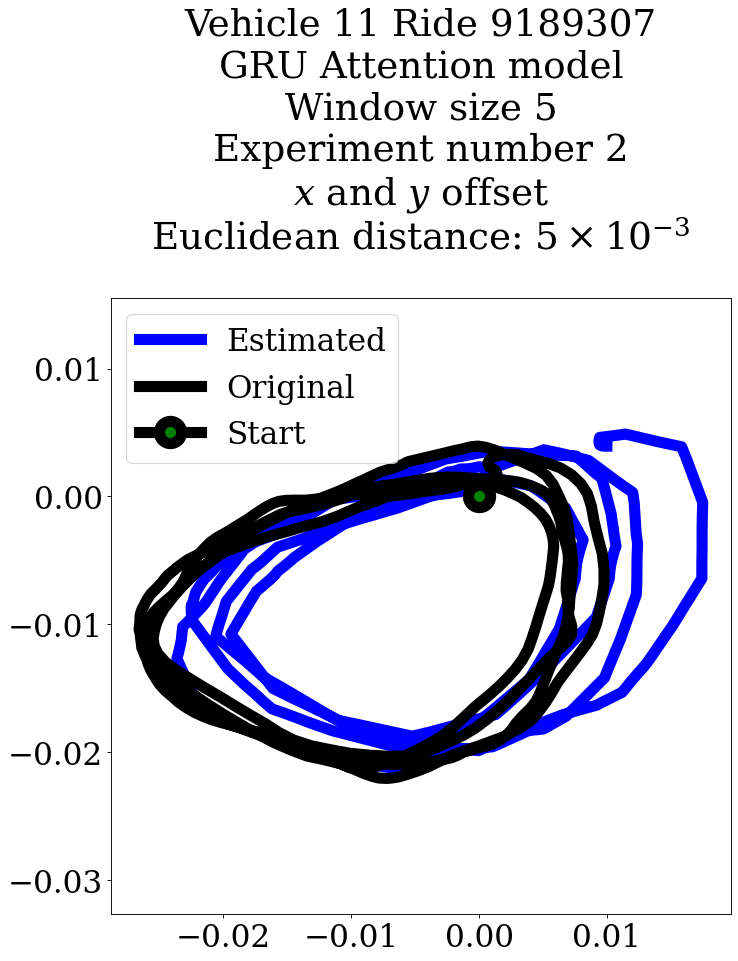 Vehicle 11 Ride 9189307
GRU Attention model
Window size 5
Experiment number 2
x and y offset
Euclidean distance: 5 × 10⁻³
Estimated
Original
Start
0.01
0.00
−0.01
−0.02
−0.03
−0.02 −0.01 0.00 0.01